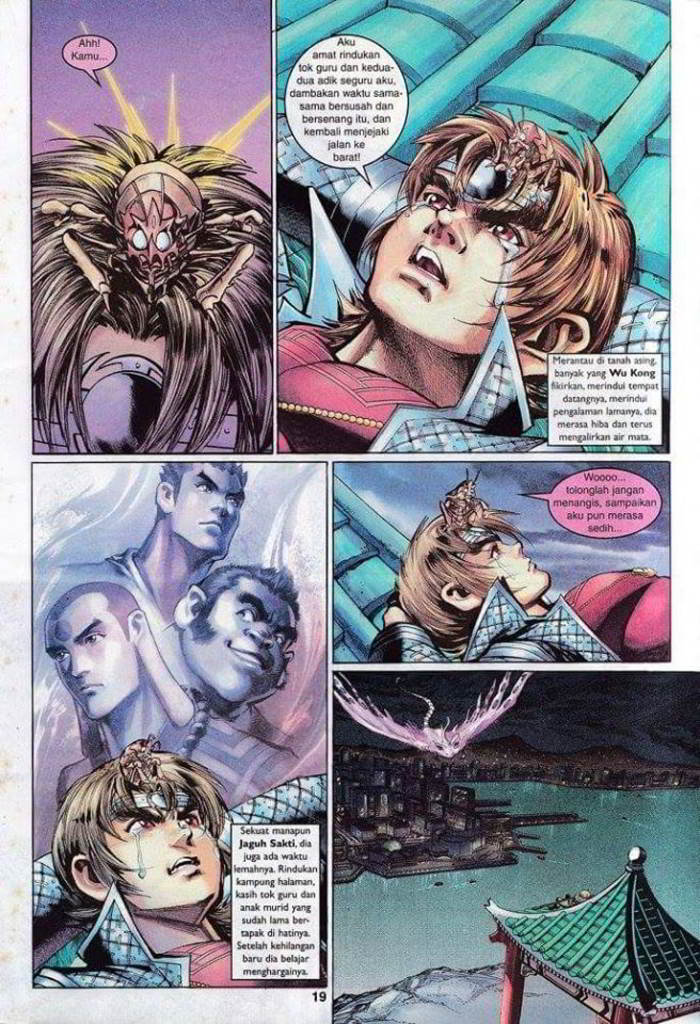 Ahh!
Kamu...
Aku
amat rindukan
tok guru dan kedua-
dua adik seguru aku,
dambakan waktu sama-
sama bersusah dan
bersenang itu, dan
kembali menjejaki
jalan ke
barat!
Merantau di tanah asing,
banyak yang Wu Kong
fikirkan, merindui tempat
datangnya, merindui
pengalaman lamanya, dia
merasa hiba dan terus
mengalirkan air mata.
Sekuat manapun
Jaguh Sakti, dia
juga ada waktu
lemahnya. Rindukan
kampung halaman,
kasih tok guru dan
anak murid yang
sudah lama ber-
tapak di hatinya.
Setelah kehilangan
baru dia belajar
menghargainya.
Woooo...
tolonglah jangan
menangis, sampaikan
aku pun merasa
sedih...
19